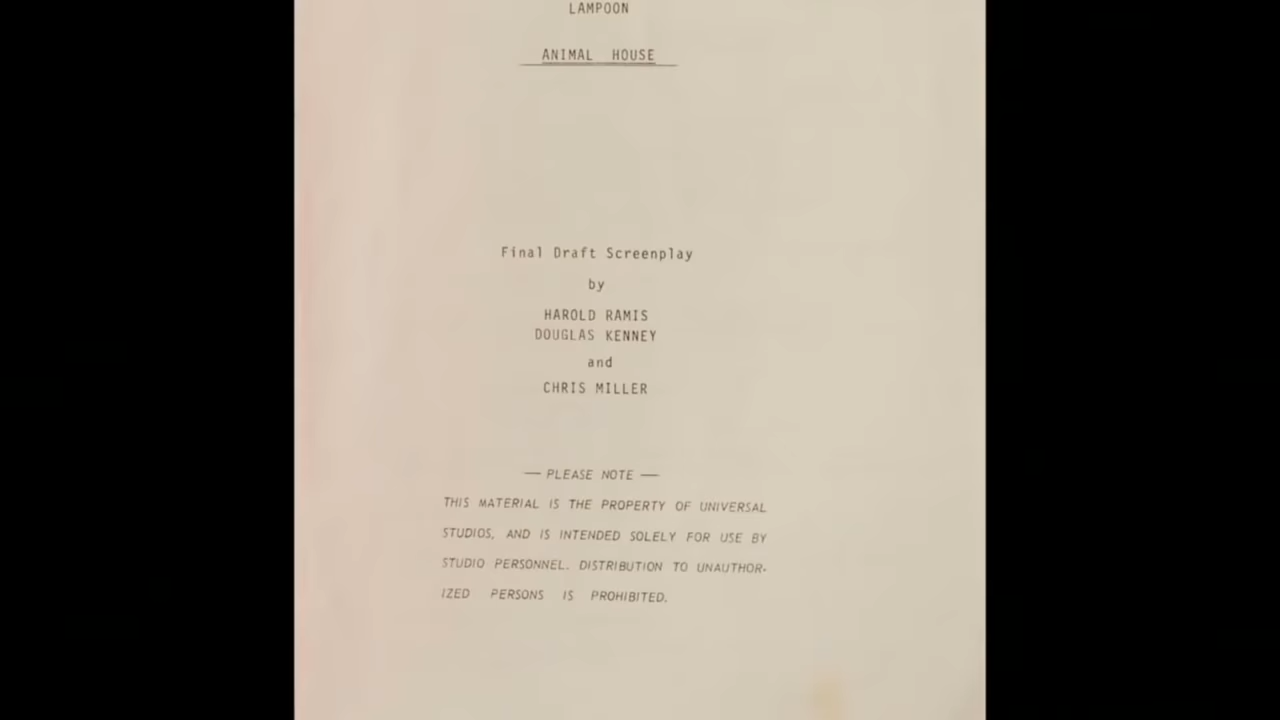 LAMPOON
ANIMAL HOUSE
Final Draft Screenplay
by
HAROLD RAMIS
DOUGLAS KENNEY
and
CHRIS MILLER
— PLEASE NOTE —
THIS MATERIAL IS THE PROPERTY OF UNIVERSAL
STUDIOS, AND IS INTENDED SOLELY FOR USE BY
STUDIO PERSONNEL. DISTRIBUTION TO UNAUTHOR-
IZED PERSONS IS PROHIBITED.